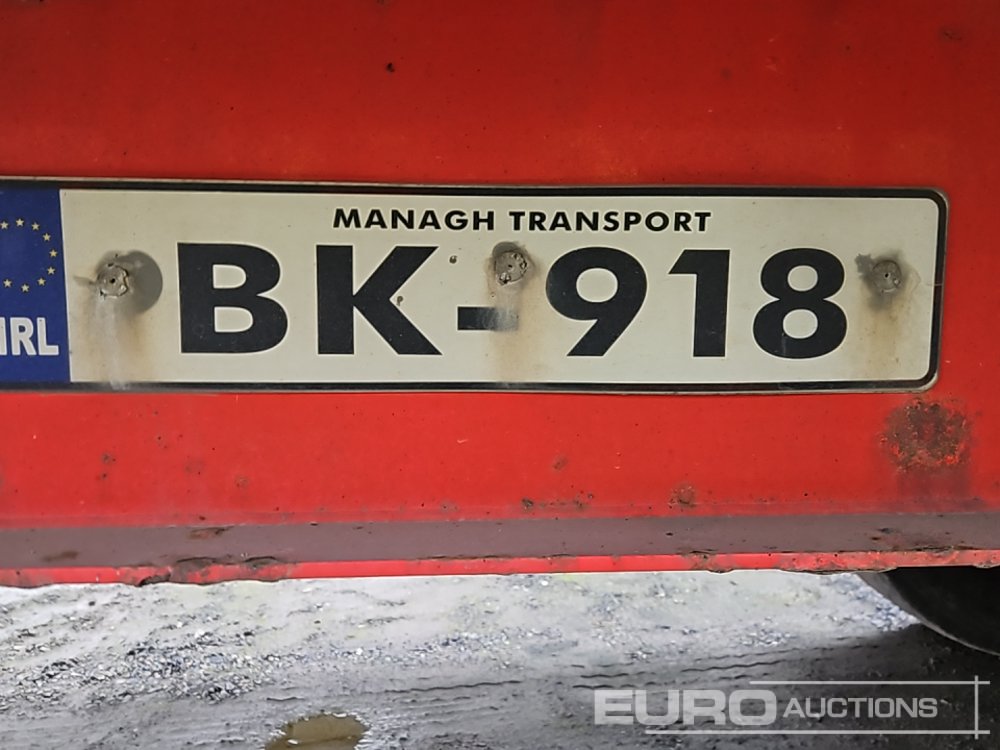 MANAGH TRANSPORT
IRL BK-918
EURO AUCTIONS